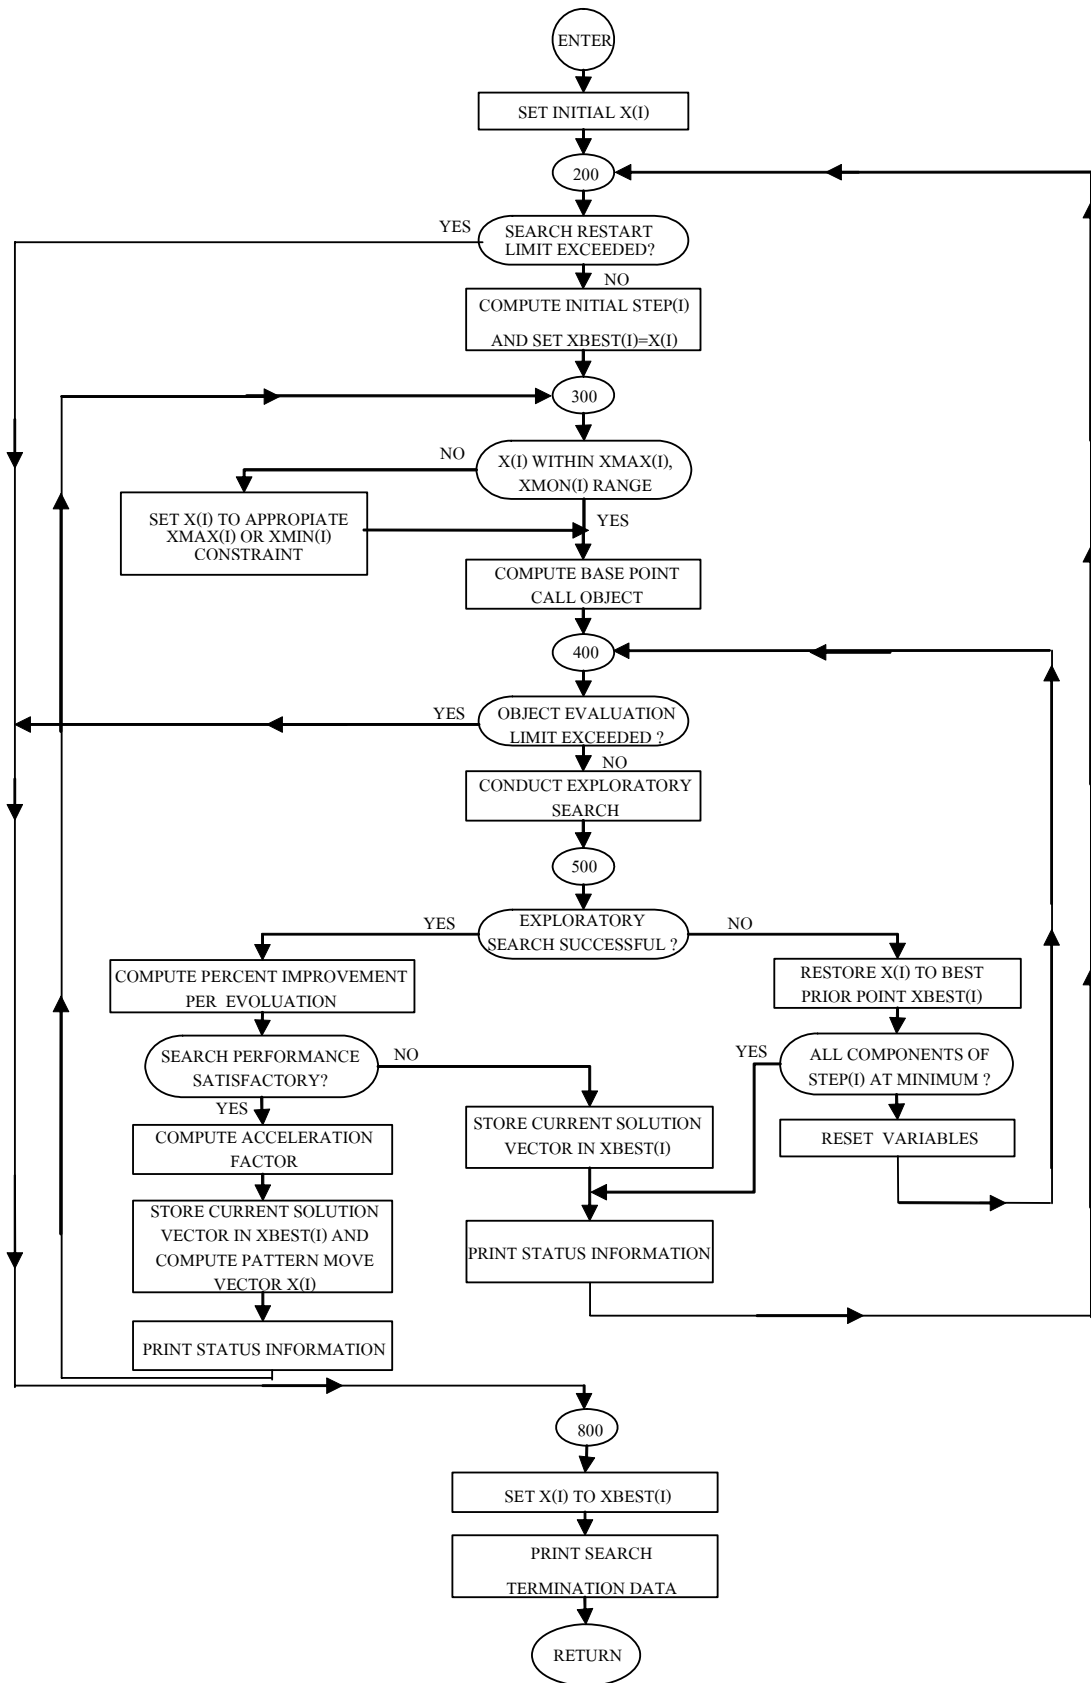 ENTER
SET INITIAL X(I)
200
YES
SEARCH RESTART
LIMIT EXCEEDED?
NO
COMPUTE INITIAL STEP(I)
AND SET XBEST(I)=X(I)
300
NO
X(I) WITHIN XMAX(I),
XMON(I) RANGE
SET X(I) TO APPROPIATE
XMAX(I) OR XMIN(I)
CONSTRAINT
YES
COMPUTE BASE POINT
CALL OBJECT
400
YES
OBJECT EVALUATION
LIMIT EXCEEDED ?
NO
CONDUCT EXPLORATORY
SEARCH
500
YES
EXPLORATORY
SEARCH SUCCESSFUL ?
NO
COMPUTE PERCENT IMPROVEMENT
PER EVOLUATION
RESTORE X(I) TO BEST
PRIOR POINT XBEST(I)
SEARCH PERFORMANCE
SATISFACTORY?
NO
YES
ALL COMPONENTS OF
STEP(I) AT MINIMUM ?
YES
COMPUTE ACCELERATION
FACTOR
STORE CURRENT SOLUTION
VECTOR IN XBEST(I)
RESET VARIABLES
STORE CURRENT SOLUTION
VECTOR IN XBEST(I) AND
COMPUTE PATTERN MOVE
VECTOR X(I)
PRINT STATUS INFORMATION
PRINT STATUS INFORMATION
800
SET X(I) TO XBEST(I)
PRINT SEARCH
TERMINATION DATA
RETURN